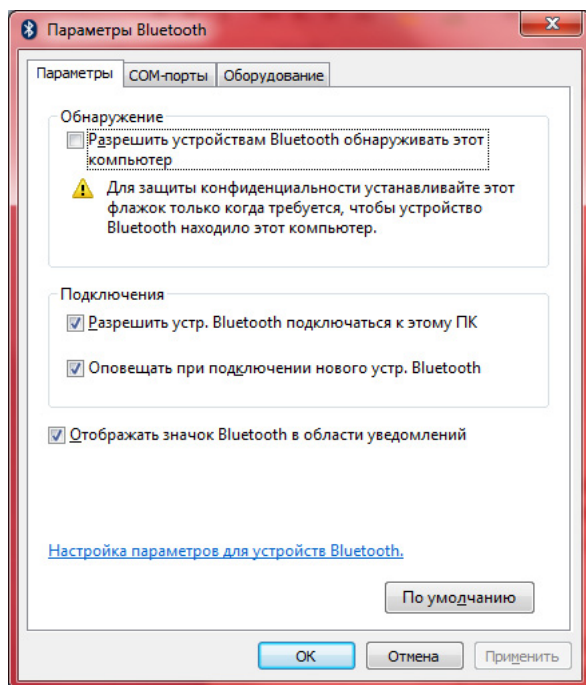 Параметры Bluetooth
Параметры
COM-порты
Оборудование
Обнаружение
Разрешить устройствам Bluetooth обнаруживать этот
компьютер
Для защиты конфиденциальности устанавливайте этот
флажок только когда требуется, чтобы устройство
Bluetooth находило этот компьютер.
Подключения
Разрешить устр. Bluetooth подключаться к этому ПК
Оповещать при подключении нового устр. Bluetooth
Отображать значок Bluetooth в области уведомлений
Настройка параметров для устройств Bluetooth.
По умолчанию
ОК
Отмена
Применить